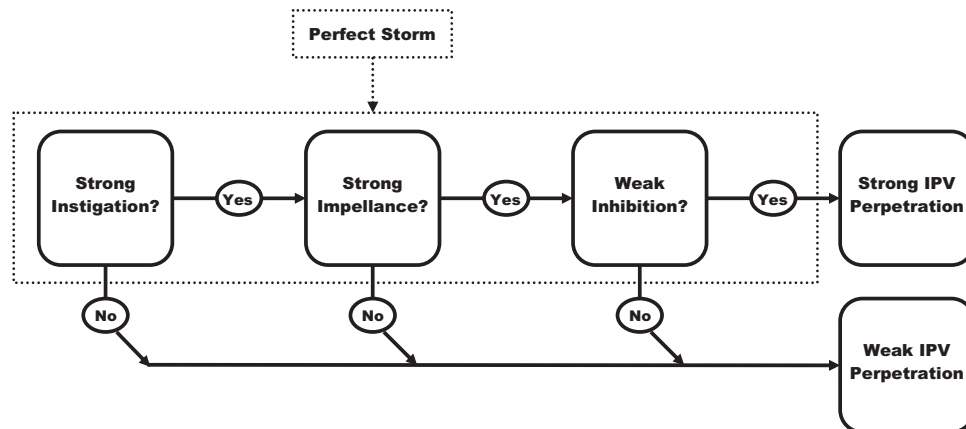 Perfect Storm
Strong
Instigation?
Yes
Strong
Impellance?
Yes
Weak
Inhibition?
Yes
Strong IPV
Perpetration
No
No
No
Weak IPV
Perpetration